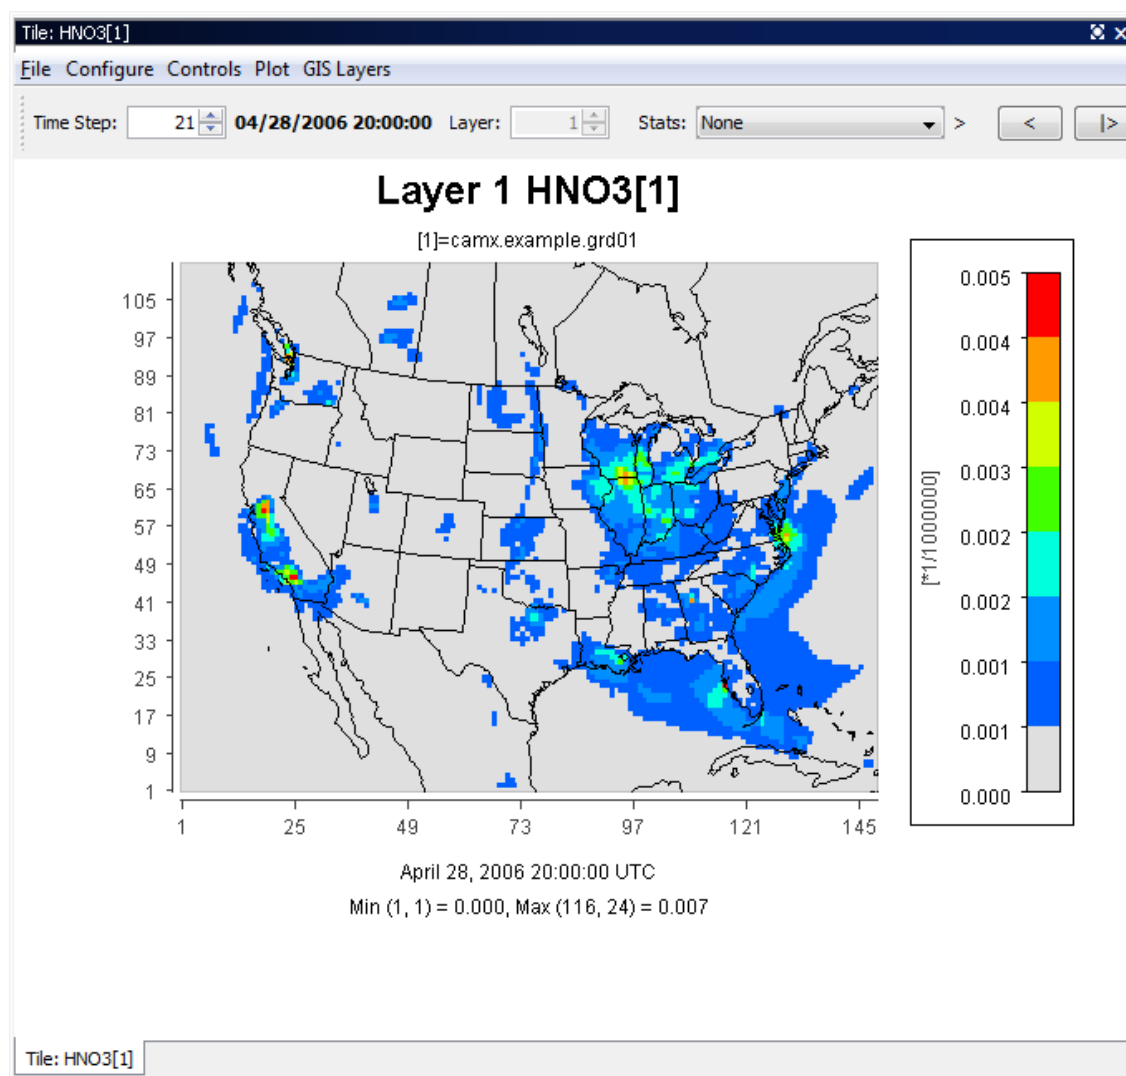 Tile: HNO3[1]
File Configure Controls Plot GIS Layers
Time Step: 21 04/28/2006 20:00:00 Layer: 1 Stats: None > < |>
Layer 1 HNO3[1]
[1]=camx.example.grd01
105
97
89
81
73
65
57
49
41
33
25
17
9
1
1 25 49 73 97 121 145
0.005
0.004
0.004
0.003
0.002
0.002
0.001
0.001
0.000
[*1/1000000]
April 28, 2006 20:00:00 UTC
Min (1, 1) = 0.000, Max (116, 24) = 0.007
Tile: HNO3[1]